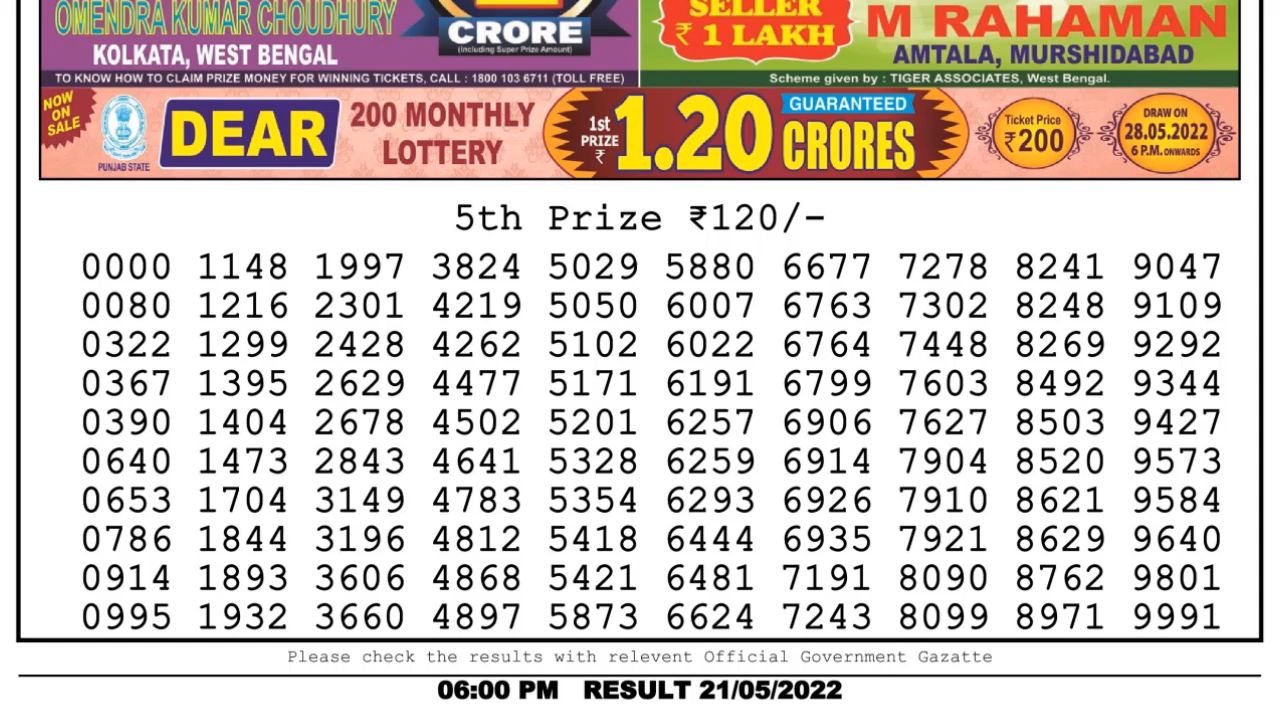 OMENDRA KUMAR CHOUDHURY
KOLKATA, WEST BENGAL
CRORE
(Including Super Prize Amount)
SELLER
₹ 1 LAKH
M RAHAMAN
AMTALA, MURSHIDABAD
TO KNOW HOW TO CLAIM PRIZE MONEY FOR WINNING TICKETS, CALL : 1800 103 6711 (TOLL FREE)
Scheme given by : TIGER ASSOCIATES, West Bengal.
NOW
ON
SALE
PUNJAB STATE
DEAR
200 MONTHLY
LOTTERY
1st
PRIZE
₹
1.20
GUARANTEED
CRORES
Ticket Price
₹200
DRAW ON
28.05.2022
6 P.M. ONWARDS
5th Prize ₹120/-
0000 1148 1997 3824 5029 5880 6677 7278 8241 9047
0080 1216 2301 4219 5050 6007 6763 7302 8248 9109
0322 1299 2428 4262 5102 6022 6764 7448 8269 9292
0367 1395 2629 4477 5171 6191 6799 7603 8492 9344
0390 1404 2678 4502 5201 6257 6906 7627 8503 9427
0640 1473 2843 4641 5328 6259 6914 7904 8520 9573
0653 1704 3149 4783 5354 6293 6926 7910 8621 9584
0786 1844 3196 4812 5418 6444 6935 7921 8629 9640
0914 1893 3606 4868 5421 6481 7191 8090 8762 9801
0995 1932 3660 4897 5873 6624 7243 8099 8971 9991
Please check the results with relevent Official Government Gazatte
06:00 PM RESULT 21/05/2022